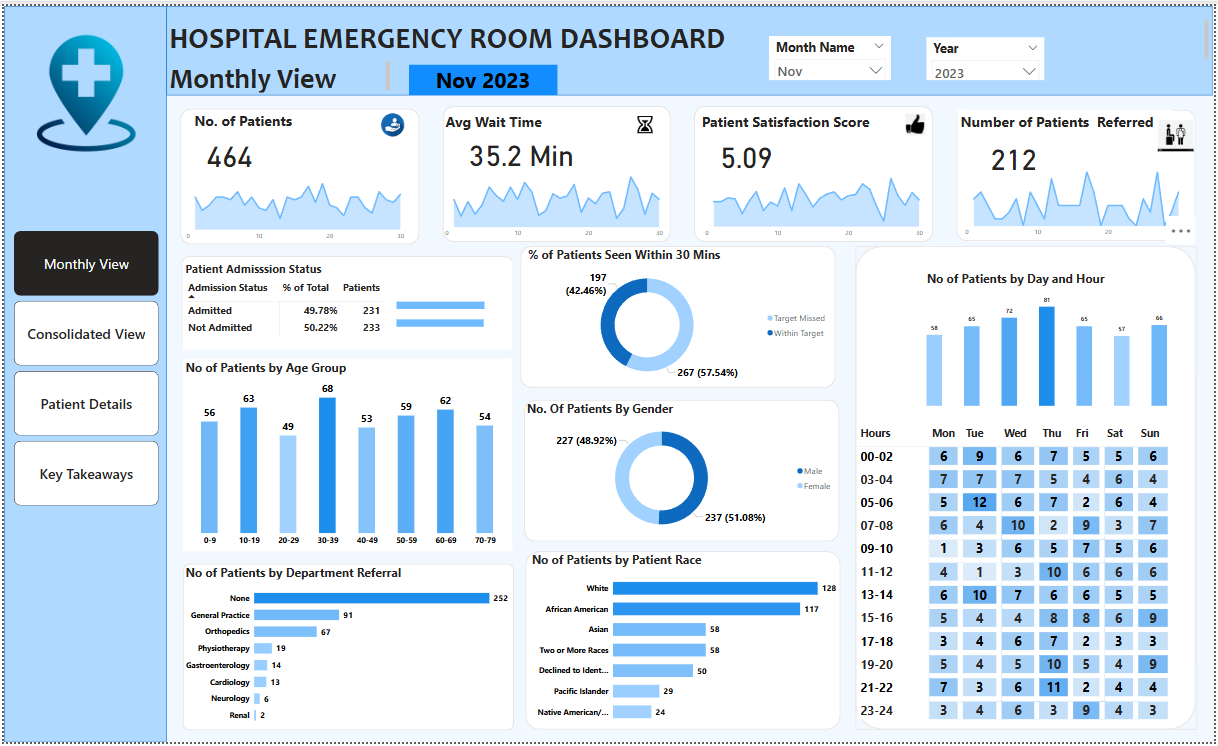 HOSPITAL EMERGENCY ROOM DASHBOARD
Monthly View
Nov 2023
Month Name
Nov
Year
2023
Monthly View
Consolidated View
Patient Details
Key Takeaways
No. of Patients
464
0 10 20 30
Avg Wait Time
35.2 Min
0 10 20 30
Patient Satisfaction Score
5.09
0 10 20 30
Number of Patients Referred
212
0 10 20
Patient Admisssion Status
Admission Status % of Total Patients
Admitted 49.78% 231
Not Admitted 50.22% 233
No of Patients by Age Group
56 63 49 68 53 59 62 54
0-9 10-19 20-29 30-39 40-49 50-59 60-69 70-79
No of Patients by Department Referral
None 252
General Practice 91
Orthopedics 67
Physiotherapy 19
Gastroenterology 14
Cardiology 13
Neurology 6
Renal 2
% of Patients Seen Within 30 Mins
197
(42.46%)
Target Missed
Within Target
267 (57.54%)
No. Of Patients By Gender
227 (48.92%)
Male
Female
237 (51.08%)
No of Patients by Patient Race
White 128
African American 117
Asian 58
Two or More Races 58
Declined to Ident... 50
Pacific Islander 29
Native American/... 24
No of Patients by Day and Hour
58 65 72 81 65 57 66
Hours Mon Tue Wed Thu Fri Sat Sun
00-02 6 9 6 7 5 5 6
03-04 7 7 7 5 4 6 4
05-06 5 12 6 7 2 6 4
07-08 6 4 10 2 9 3 7
09-10 1 3 6 5 7 5 6
11-12 4 1 3 10 6 6 6
13-14 6 10 7 6 6 5 5
15-16 5 4 4 8 8 6 9
17-18 3 4 6 7 2 3 3
19-20 5 4 5 10 5 4 9
21-22 7 3 6 11 2 4 4
23-24 3 4 6 3 9 4 3